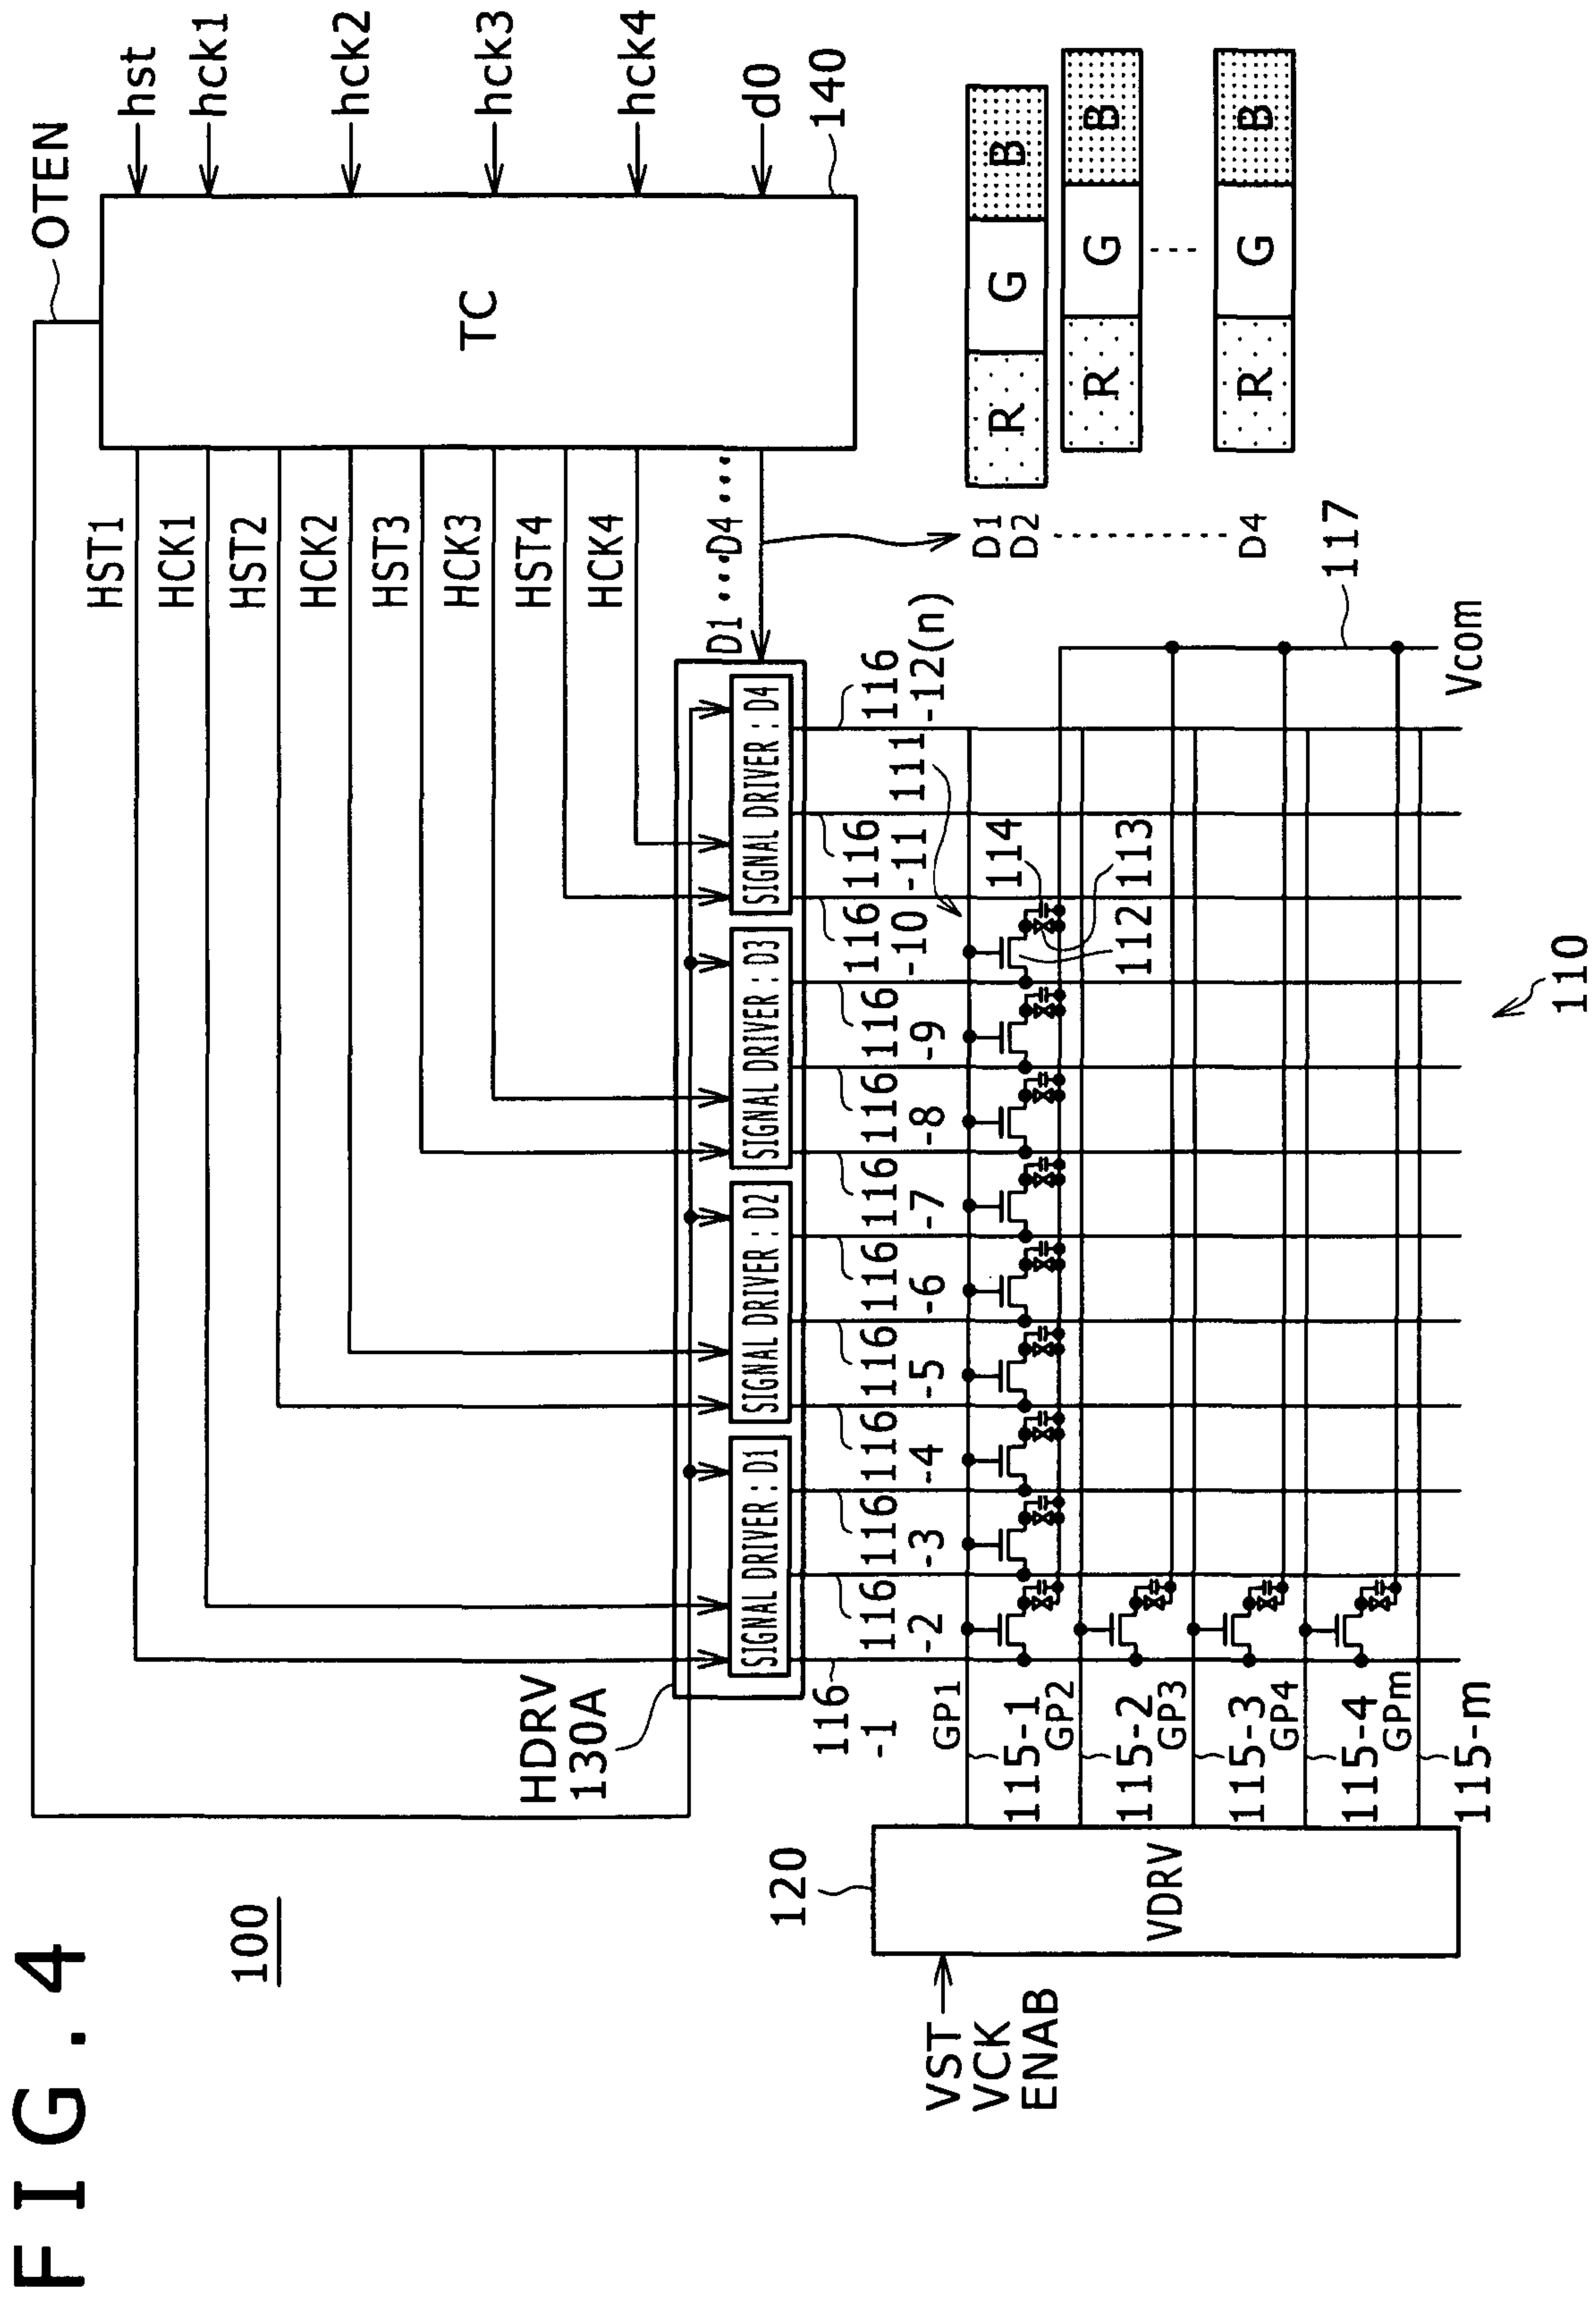 FIG. 4
100
OTEN
hst
hck1
hck2
hck3
hck4
d0
140
TC
HST1
HCK1
HST2
HCK2
HST3
HCK3
HST4
HCK4
D1 ····D4 ···
HDRV
130A
SIGNAL DRIVER : D1
SIGNAL DRIVER : D2
SIGNAL DRIVER : D3
SIGNAL DRIVER : D4
D1
D2
D4
R G B
R G B
R G B
116
-1
116
-2
116
-3
116
-4
116
-5
116
-6
116
-7
116
-8
116
-9
116
-10
116
-11
116
-12(n)
111
114
113
112
117
Vcom
110
120
VDRV
VST
VCK
ENAB
GP1
115-1
GP2
115-2
GP3
115-3
GP4
115-4
GPm
115-m